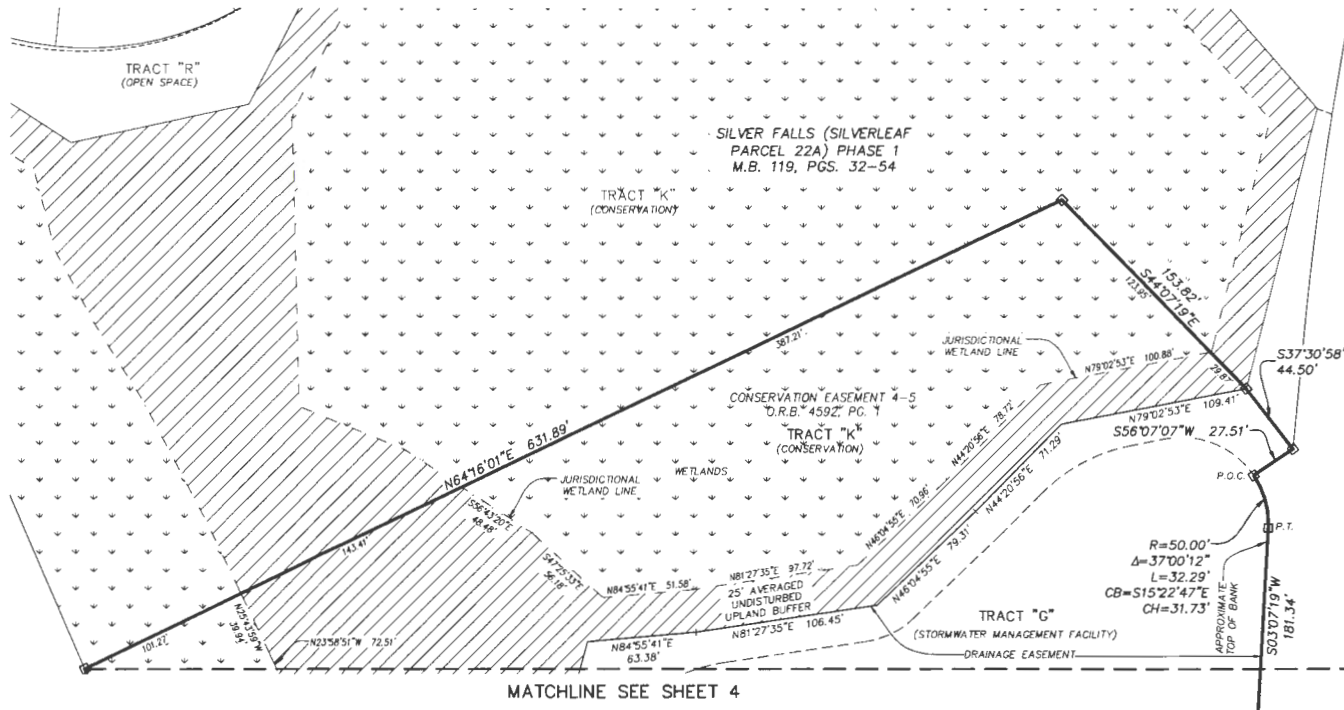 TRACT "R"
(OPEN SPACE)
SILVER FALLS (SILVERLEAF
PARCEL 22A) PHASE 1
M.B. 119, PGS. 32-54
TRACT "K"
(CONSERVATION)
153.82'
S44°07'19"E
123.95'
387.21'
JURISDICTIONAL
WETLAND LINE
N79°02'53"E 100.88'
29.87'
S37°30'58"
44.50'
CONSERVATION EASEMENT 4-5
O.R.B. 4592, PG. 1
TRACT "K"
(CONSERVATION)
N79°02'53"E 109.41'
S56°07'07"W 27.51'
N64°16'01"E 631.89'
WETLANDS
JURISDICTIONAL
WETLAND LINE
N44°20'56"E 78.72'
N44°20'56"E 71.29'
P.O.C.
S56°43'20"E
48.48'
N46°04'55"E 70.96'
N46°04'55"E 79.31'
P.T.
143.41'
S47°25'33"E
56.18'
R=50.00'
Δ=37°00'12"
L=32.29'
CB=S15°22'47"E
CH=31.73'
N84°55'41"E 51.58'
N81°27'35"E 97.72'
25' AVERAGED
UNDISTURBED
UPLAND BUFFER
N81°27'35"E 106.45'
TRACT "G"
(STORMWATER MANAGEMENT FACILITY)
DRAINAGE EASEMENT
APPROXIMATE
TOP OF BANK
S03°07'19"W
181.34'
N25°43'59"W
39.94'
N23°58'51"W 72.51'
101.27'
N84°55'41"E
63.38'
MATCHLINE SEE SHEET 4